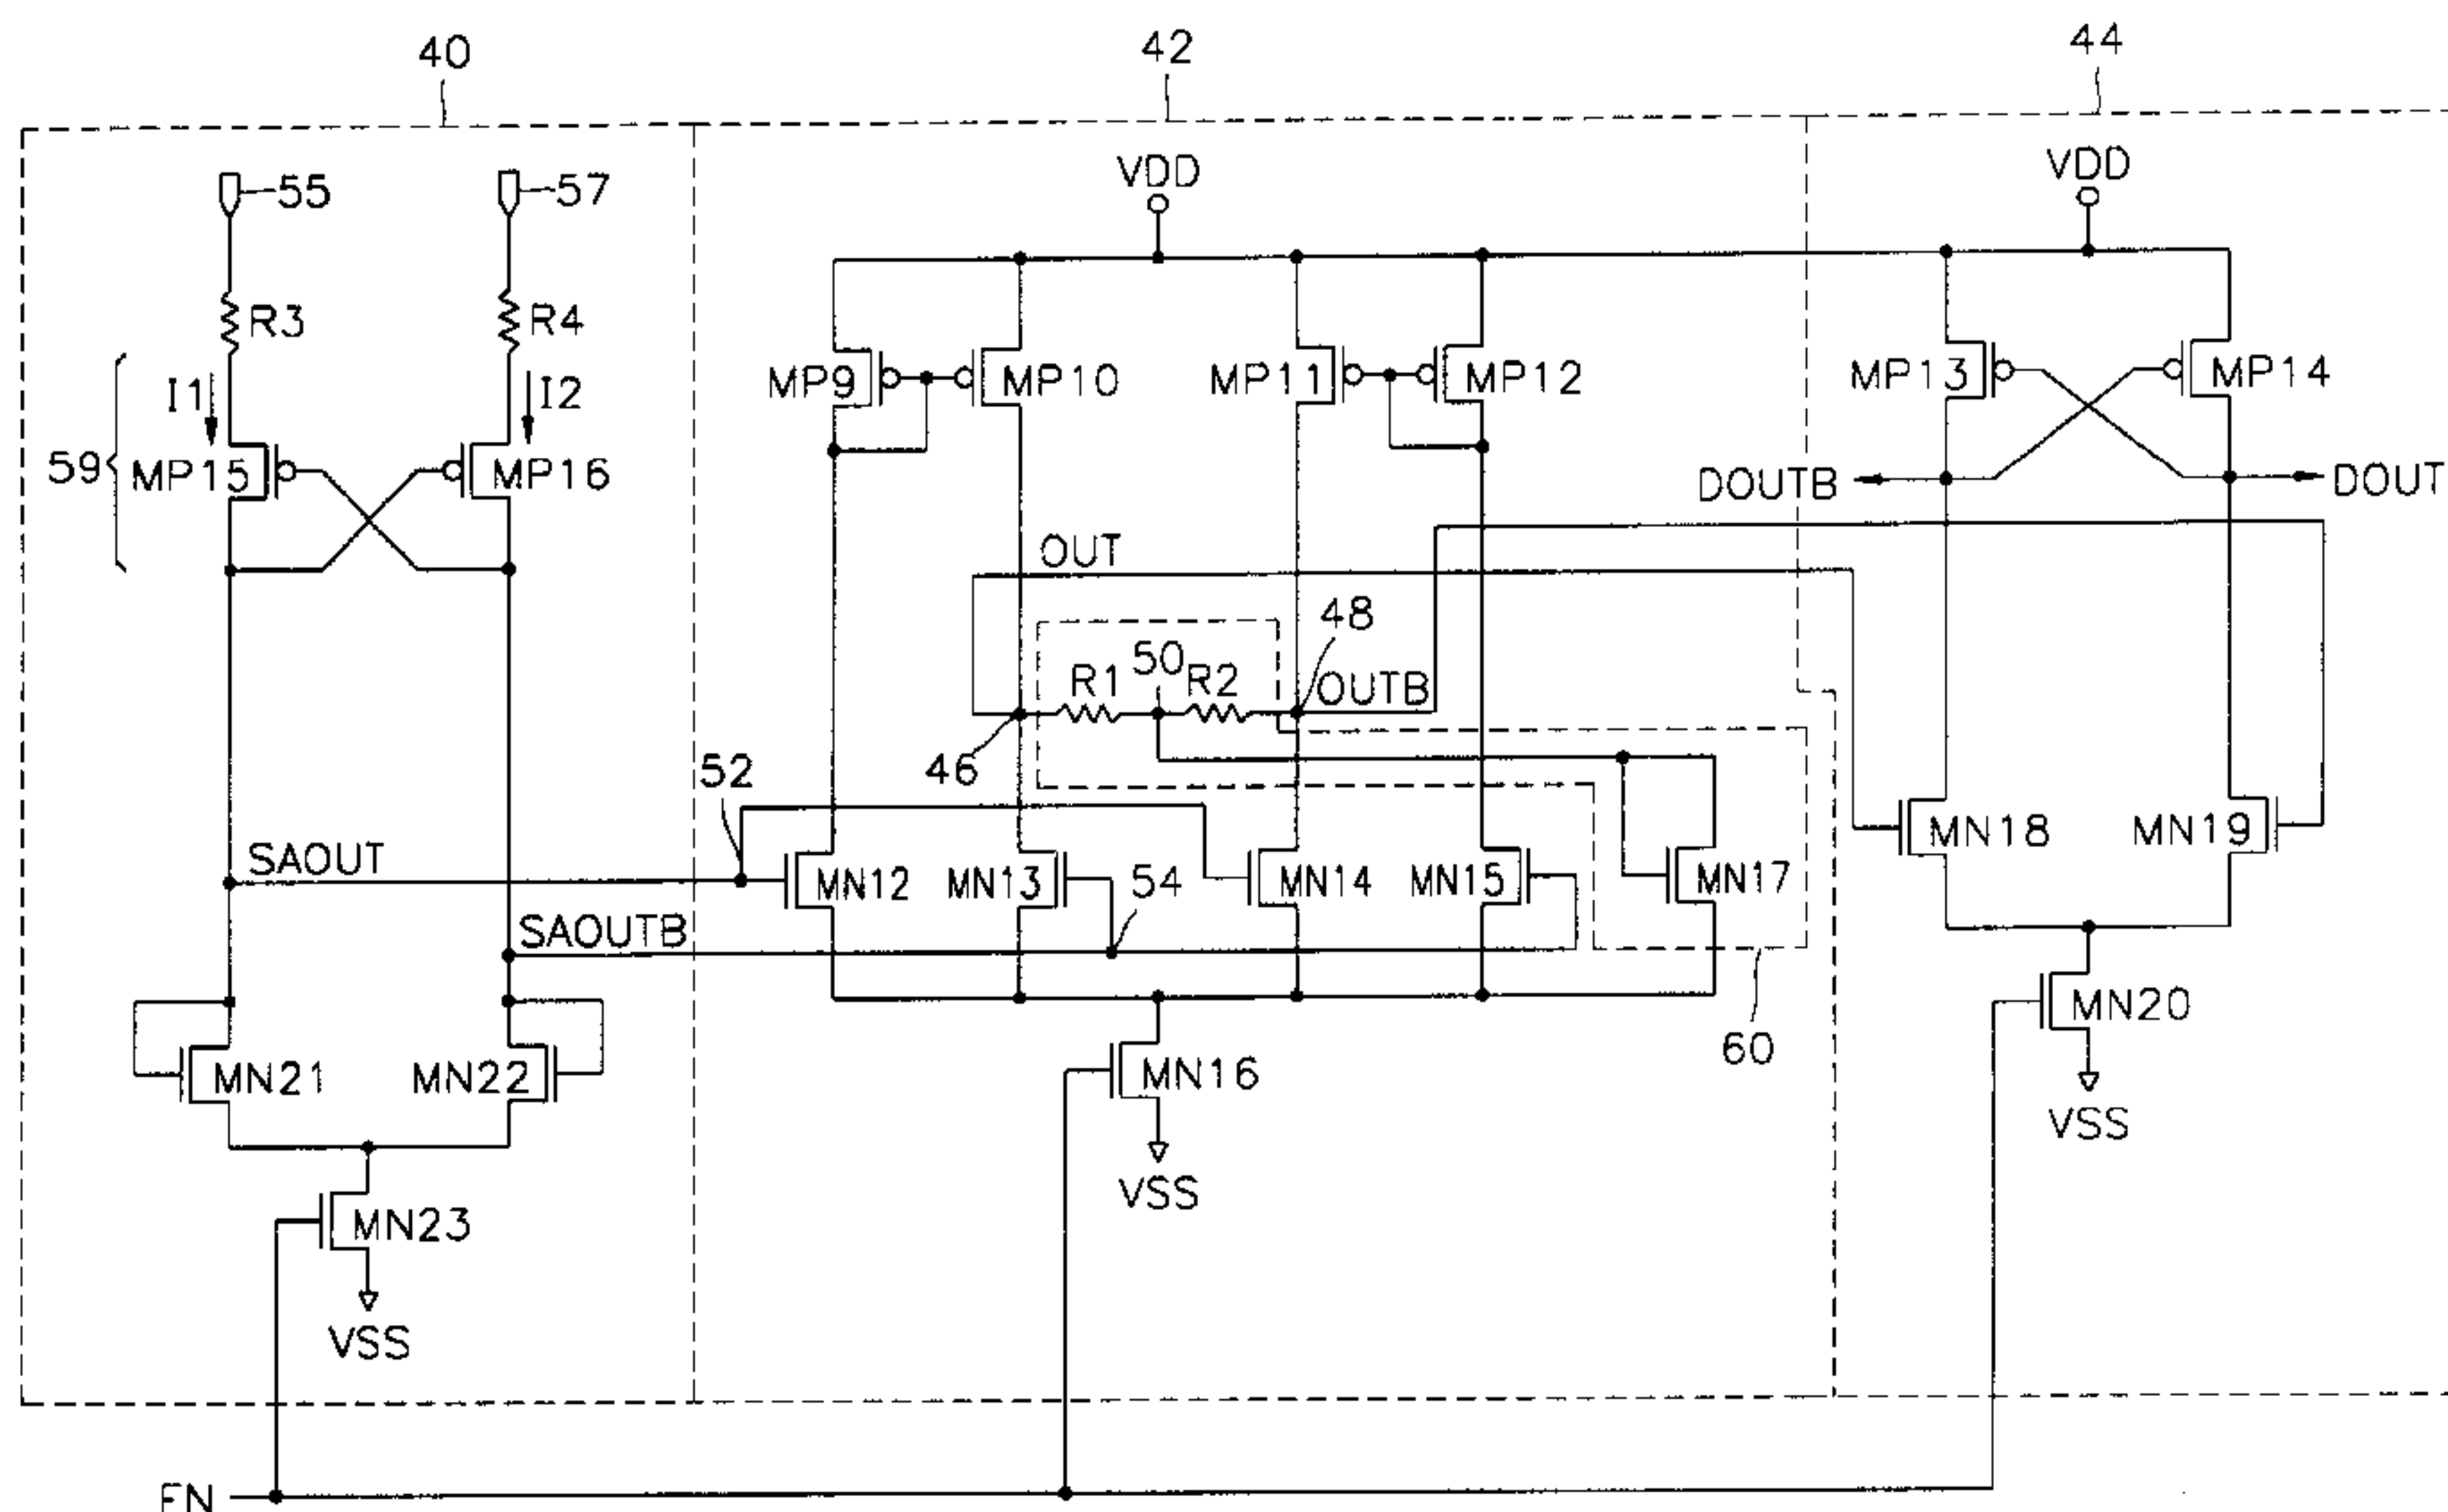 40
42
44
55
57
VDD
VDD
R3
R4
I1
I2
59
MP15
MP16
MP9
MP10
MP11
MP12
MP13
MP14
DOUTB
DOUT
OUT
48
50
R1
R2
OUTB
46
52
54
SAOUT
SAOUTB
MN12
MN13
MN14
MN15
MN17
MN18
MN19
MN20
60
VSS
MN21
MN22
MN16
VSS
MN23
VSS
EN